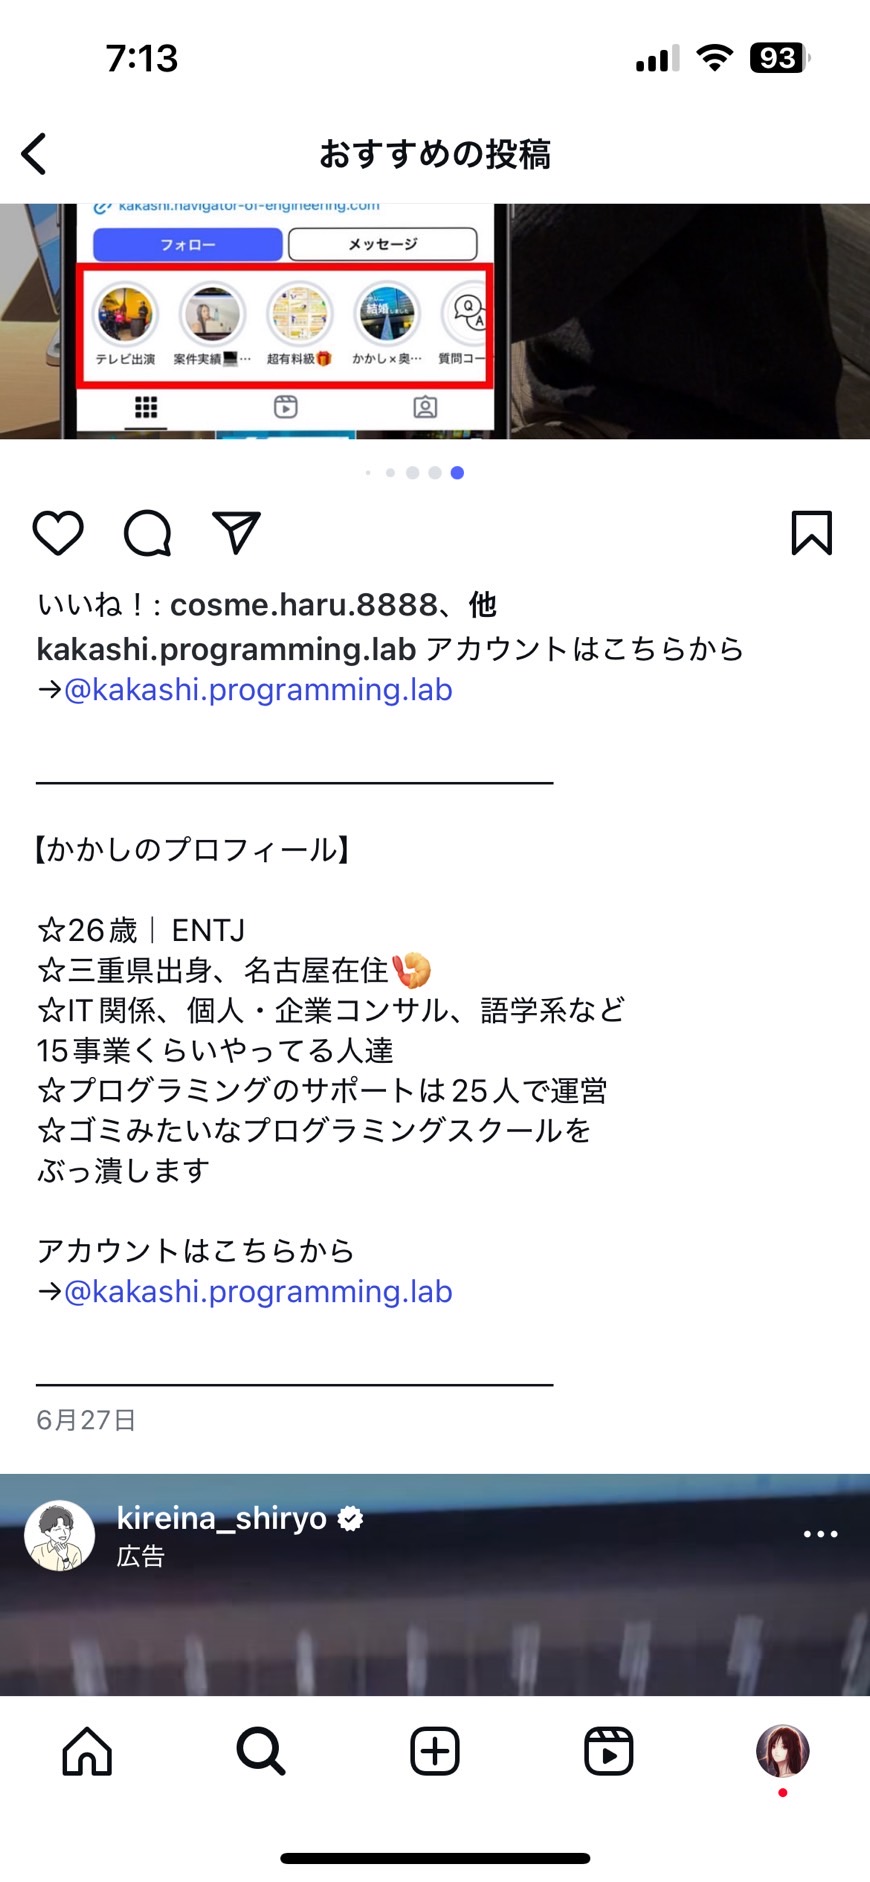 7:13
93
おすすめの投稿
kakashi.navigator-of-engineering.com
フォロー
メッセージ
結婚
Q
A
テレビ出演
案件実績💻…
超有料級🎁
かかし×奥…
質問コー
いいね！: cosme.haru.8888、他
kakashi.programming.lab アカウントはこちらから
→@kakashi.programming.lab
【かかしのプロフィール】
☆26歳｜ENTJ
☆三重県出身、名古屋在住🍤
☆IT関係、個人・企業コンサル、語学系など
15事業くらいやってる人達
☆プログラミングのサポートは25人で運営
☆ゴミみたいなプログラミングスクールを
ぶっ潰します
アカウントはこちらから
→@kakashi.programming.lab
6月27日
kireina_shiryo
広告